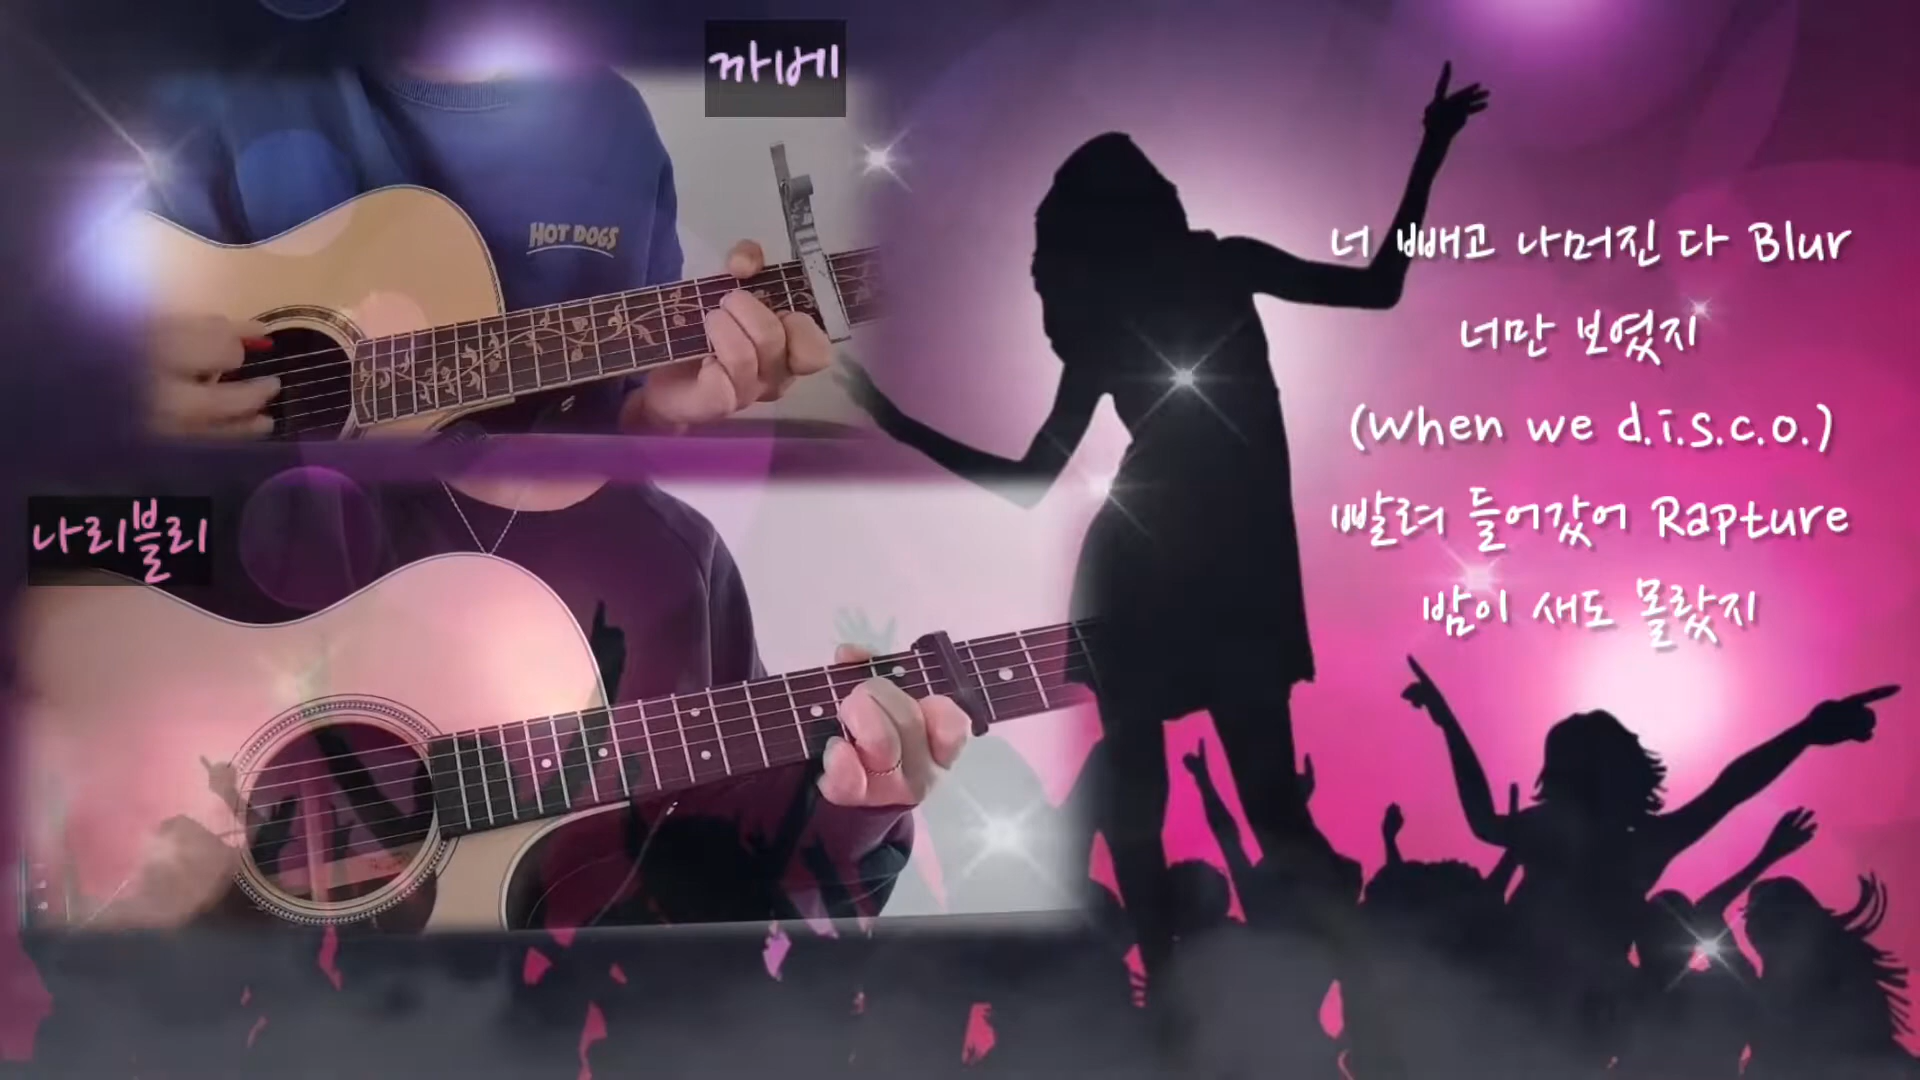 까베
HOT DOGS
나리블리
너 빼고 나머진 다 Blur
너만 보였지
(When we d.i.s.c.o.)
빨려 들어갔어 Rapture
밤이 새도 몰랐지